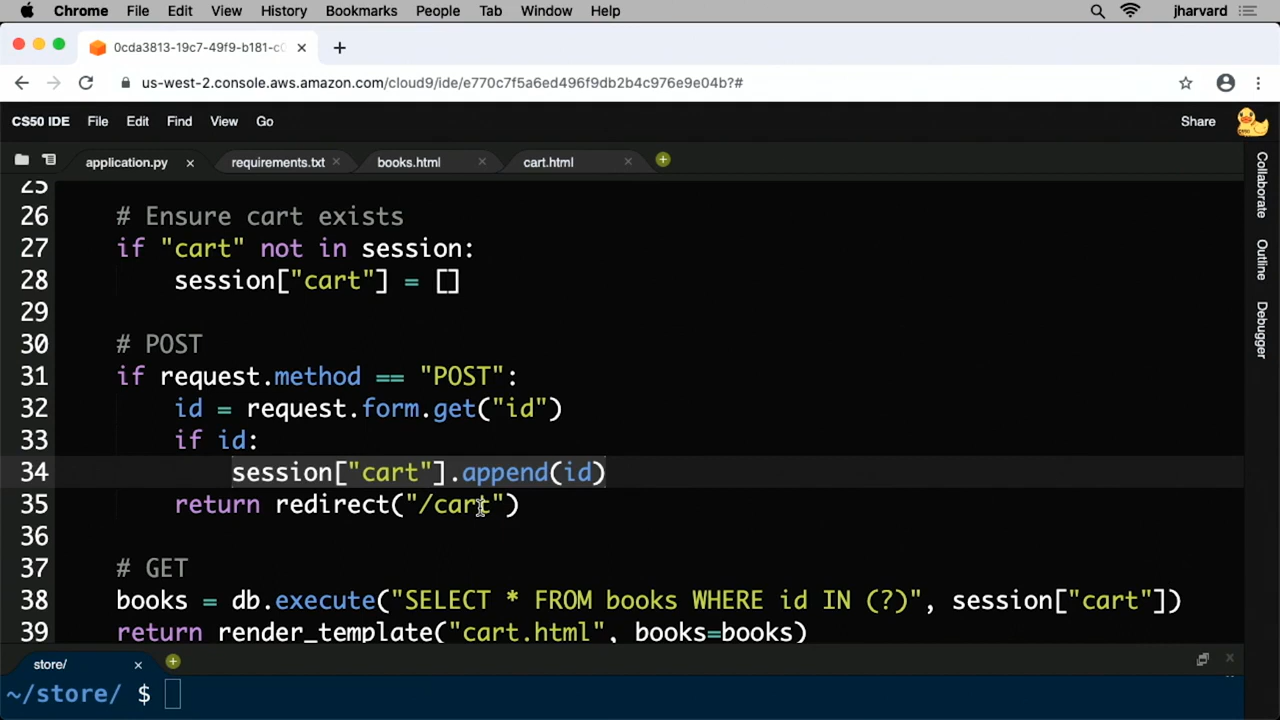 Chrome File Edit View History Bookmarks People Tab Window Help jharvard
0cda3813-19c7-49f9-b181-c0
us-west-2.console.aws.amazon.com/cloud9/ide/e770c7f5a6ed496f9db2b4c976e9e04b?#
CS50 IDE File Edit Find View Go Share
application.py requirements.txt books.html cart.html
25
26 # Ensure cart exists
27 if "cart" not in session:
28 session["cart"] = []
29
30 # POST
31 if request.method == "POST":
32 id = request.form.get("id")
33 if id:
34 session["cart"].append(id)
35 return redirect("/cart")
36
37 # GET
38 books = db.execute("SELECT * FROM books WHERE id IN (?)", session["cart"])
39 return render_template("cart.html", books=books)
Collaborate
Outline
Debugger
store/
~/store/ $